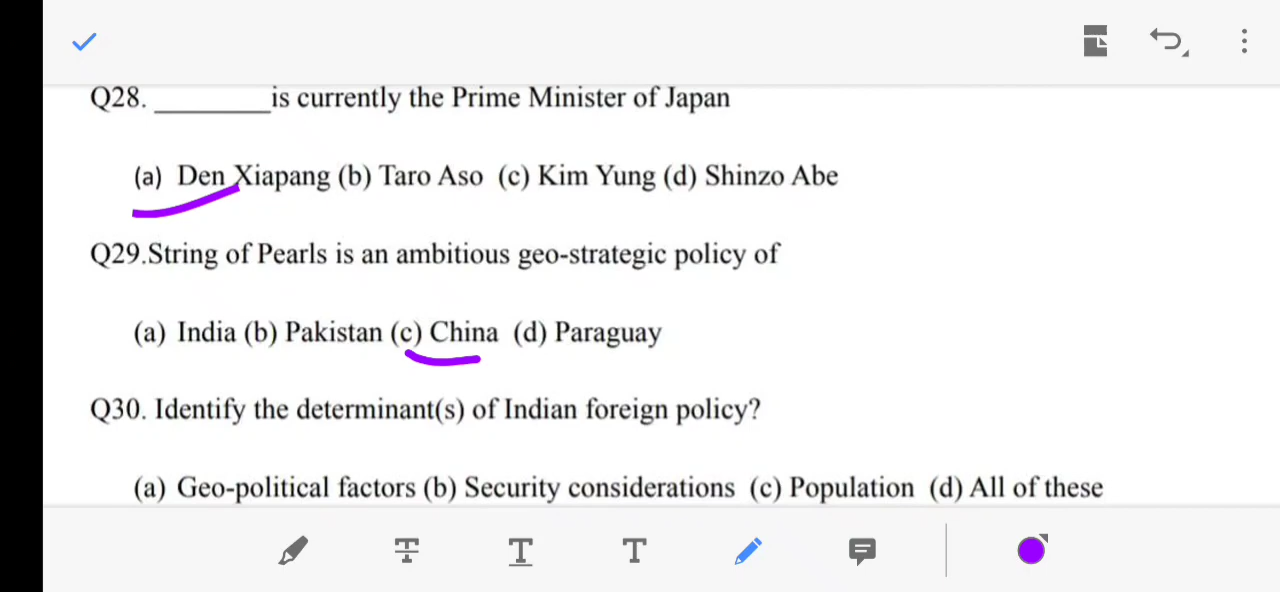 Q28. ________is currently the Prime Minister of Japan
(a) Den Xiapang (b) Taro Aso (c) Kim Yung (d) Shinzo Abe
Q29.String of Pearls is an ambitious geo-strategic policy of
(a) India (b) Pakistan (c) China (d) Paraguay
Q30. Identify the determinant(s) of Indian foreign policy?
(a) Geo-political factors (b) Security considerations (c) Population (d) All of these